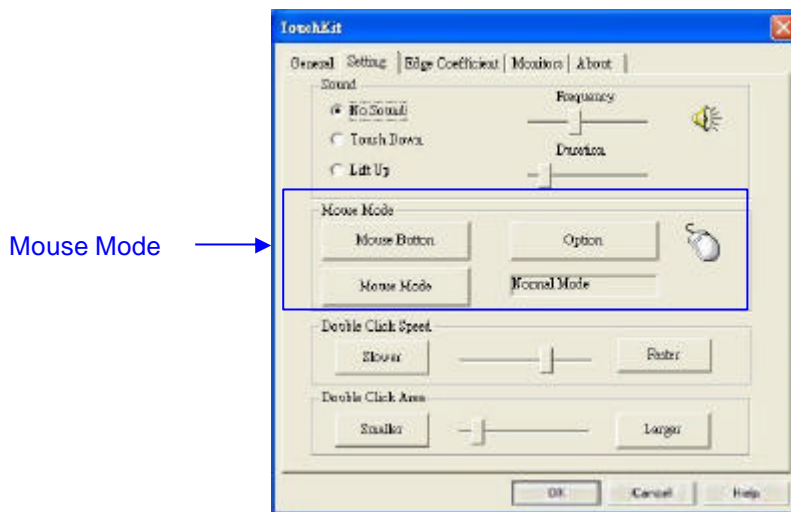 TouchKit
General Setting Edge Coefficient Monitors About
Sound
No Sound
Frequency
Touch Down
Duration
Lift Up
Mouse Mode
Mouse Mode
Mouse Button Option
Mouse Mode Normal Mode
Double Click Speed
Slower Faster
Double Click Area
Smaller Larger
OK Cancel Help